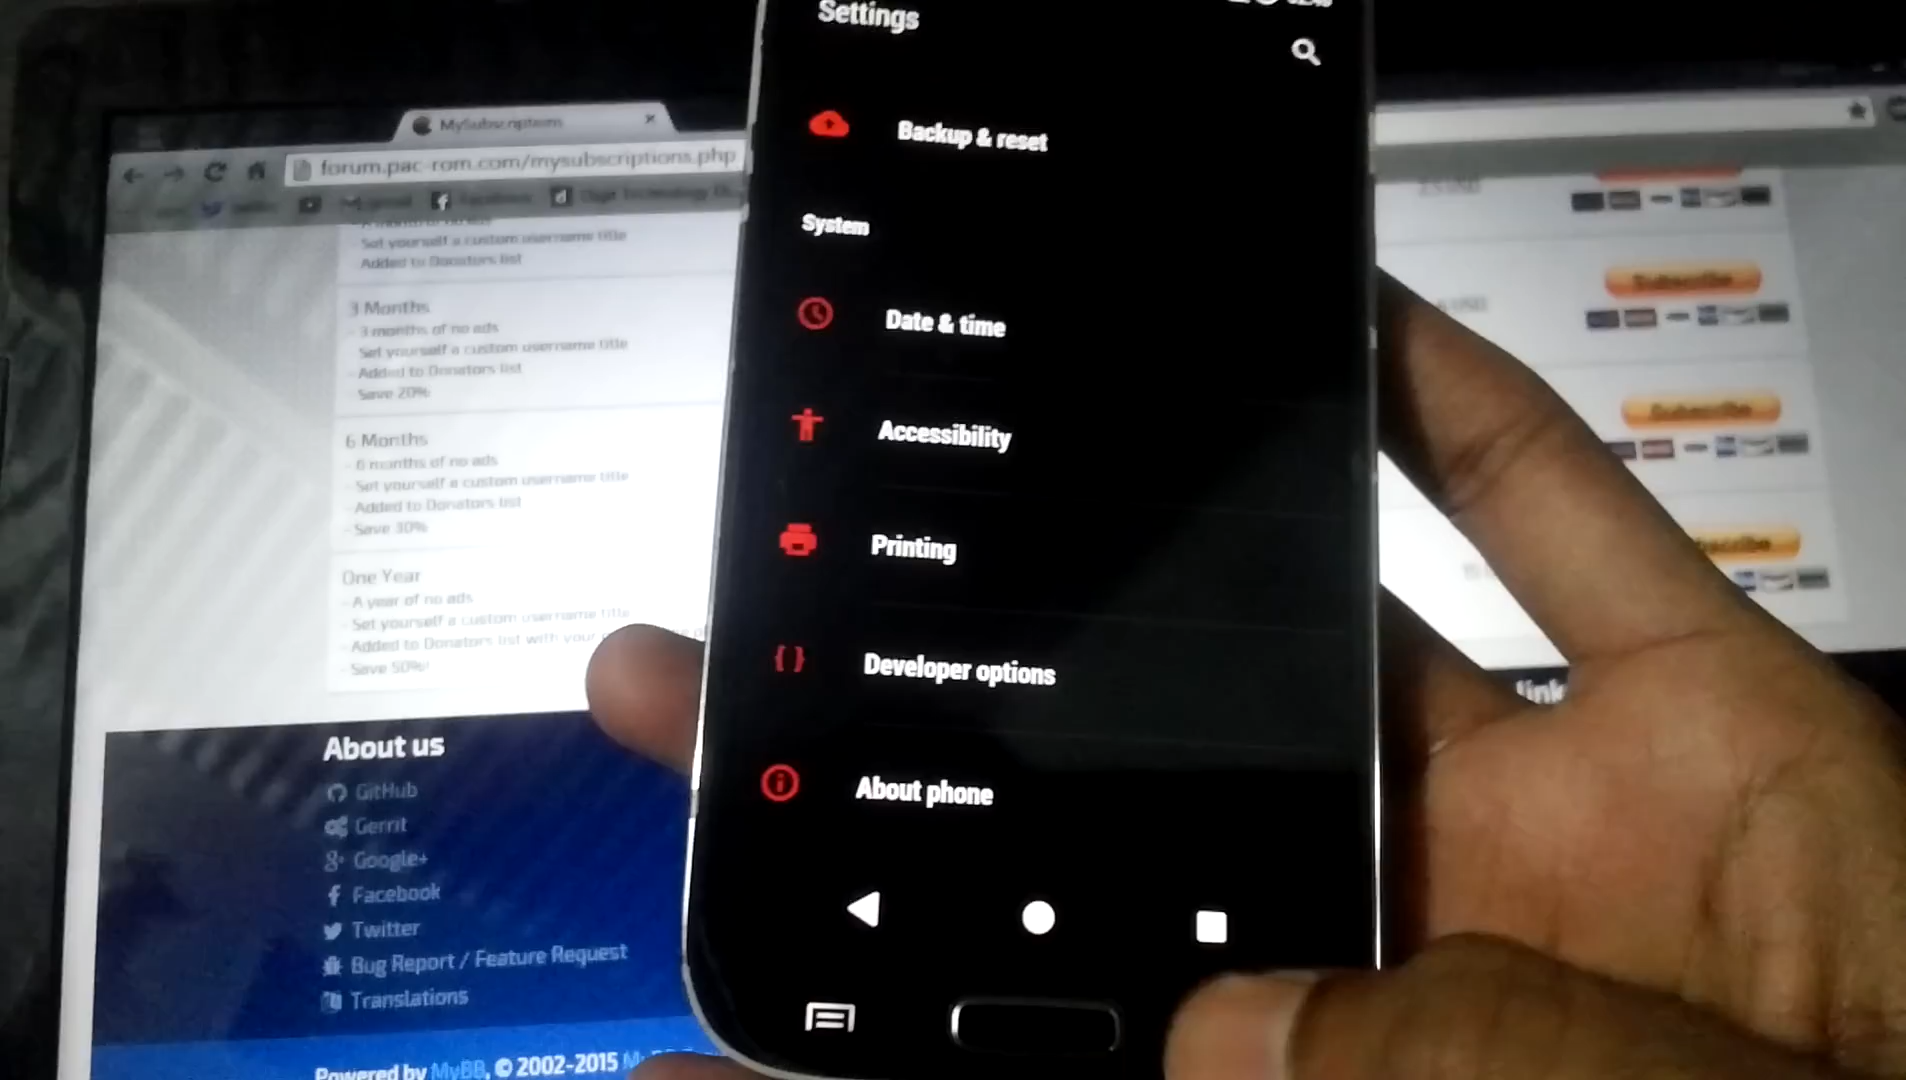 MySubscriptions
forum.pac-rom.com/mysubscriptions.php
Facebook
Set yourself a custom username title
Added to Donators list
3 Months
- 3 months of no ads
Set yourself a custom username title
- Added to Donators list
Save 20%
6 Months
- 6 months of no ads
- Set yourself a custom username title
- Added to Donators list
- Save 30%
One Year
- A year of no ads
- Set yourself a custom username title
- Added to Donators list with your
- Save 50%!
About us
GitHub
Gerrit
Google+
Facebook
Twitter
Bug Report / Feature Request
Translations
Powered by MyBB, © 2002-2015
Settings
Backup & reset
System
Date & time
Accessibility
Printing
Developer options
About phone
Subscribe
Subscribe